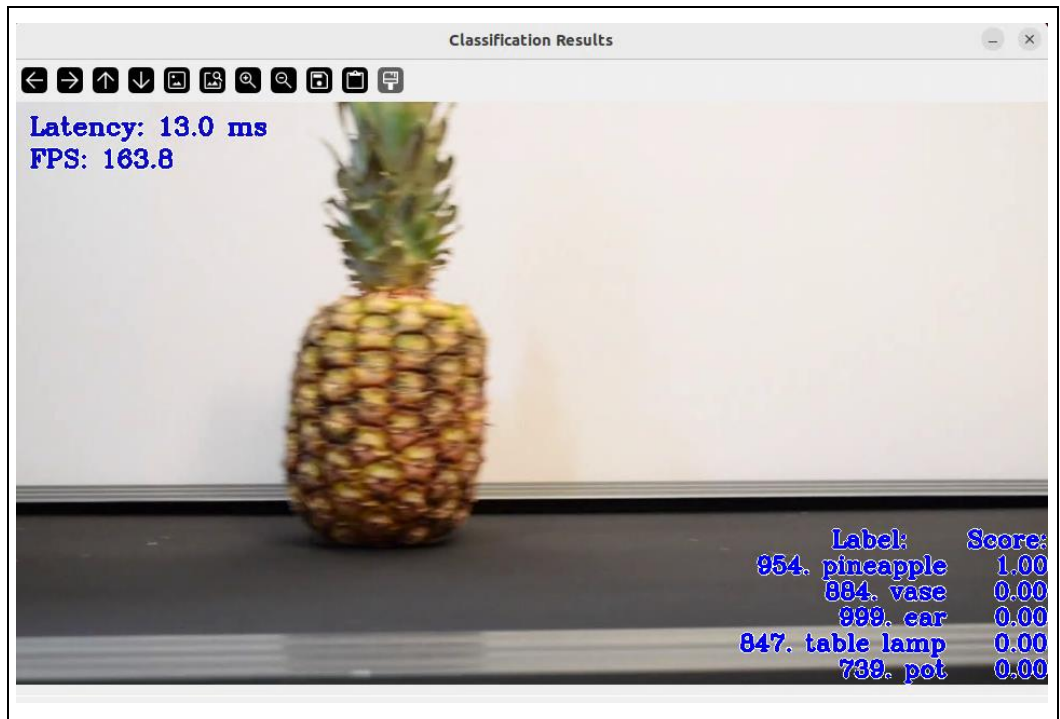 Classification Results
Latency: 13.0 ms
FPS: 163.8
Label: Score:
954. pineapple 1.00
884. vase 0.00
999. ear 0.00
847. table lamp 0.00
739. pot 0.00